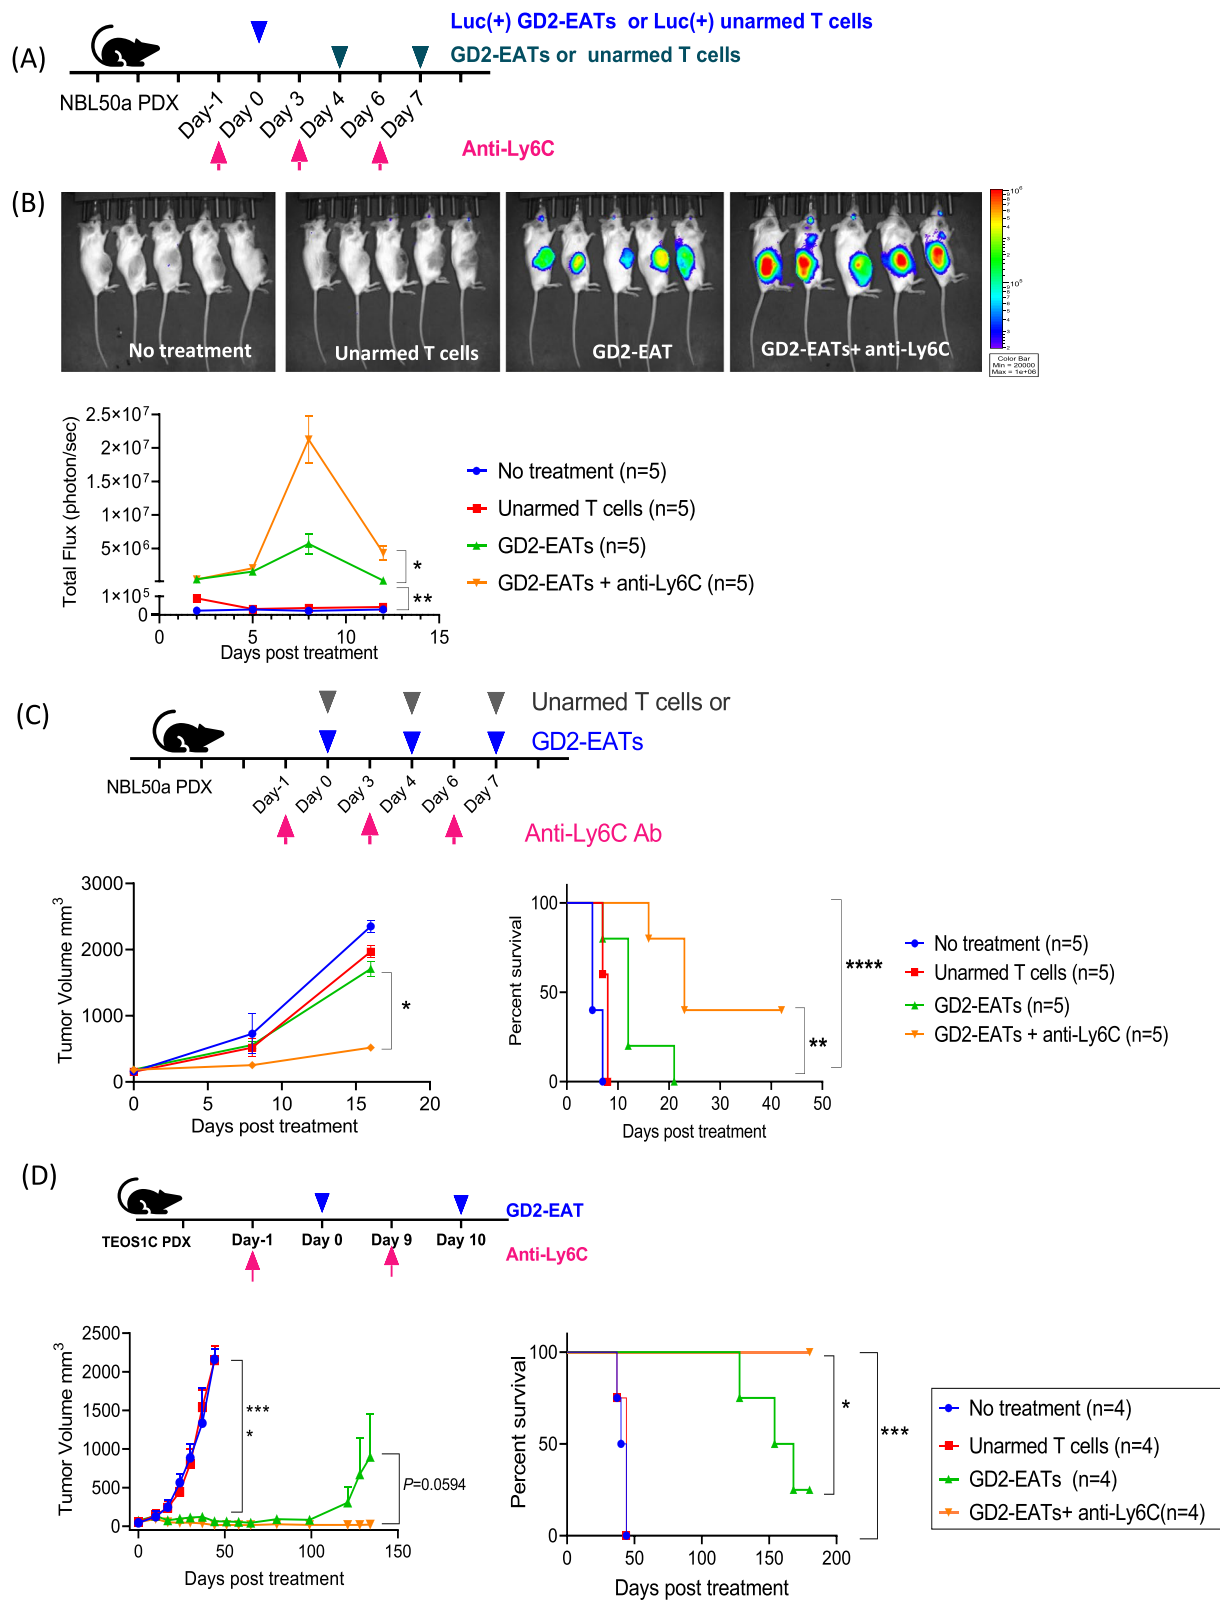 (A)
Luc(+) GD2-EATs or Luc(+) unarmed T cells
GD2-EATs or unarmed T cells
NBL50a PDX
Day-1
Day 0
Day 3
Day 4
Day 6
Day 7
Anti-Ly6C
(B)
No treatment
Unarmed T cells
GD2-EAT
GD2-EATs+ anti-Ly6C
Color Bar
Min = 20000
Max = 1e+06
Total Flux (photon/sec)
2.5×10⁷
2×10⁷
1.5×10⁷
1×10⁷
5×10⁶
1×10⁵
0
0 5 10 15
Days post treatment
*
**
No treatment (n=5)
Unarmed T cells (n=5)
GD2-EATs (n=5)
GD2-EATs + anti-Ly6C (n=5)
(C)
Unarmed T cells or
GD2-EATs
NBL50a PDX
Day-1
Day 0
Day 3
Day 4
Day 6
Day 7
Anti-Ly6C Ab
Tumor Volume mm³
3000
2000
1000
0
0 5 10 15 20
Days post treatment
*
Percent survival
100
50
0
0 10 20 30 40 50
Days post treatment
**
****
No treatment (n=5)
Unarmed T cells (n=5)
GD2-EATs (n=5)
GD2-EATs + anti-Ly6C (n=5)
(D)
GD2-EAT
TEOS1C PDX
Day-1
Day 0
Day 9
Day 10
Anti-Ly6C
Tumor Volume mm³
2500
2000
1500
1000
500
0
0 50 100 150
Days post treatment
***
*
P=0.0594
Percent survival
100
50
0
0 50 100 150 200
Days post treatment
*
***
No treatment (n=4)
Unarmed T cells (n=4)
GD2-EATs (n=4)
GD2-EATs+ anti-Ly6C(n=4)